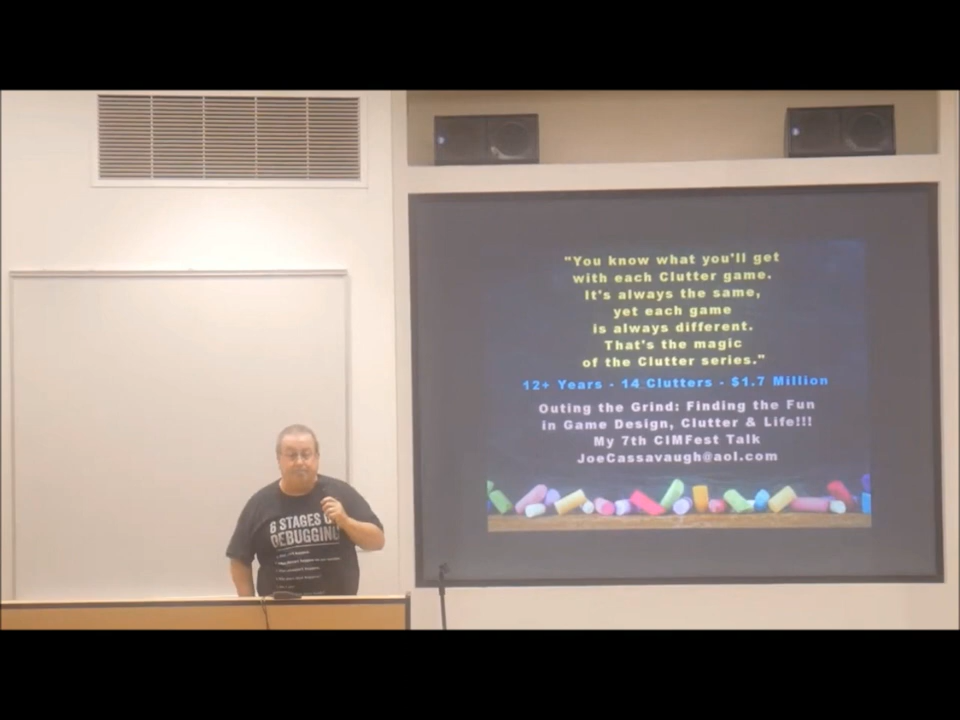 "You know what you'll get
with each Clutter game.
It's always the same,
yet each game
is always different.
That's the magic
of the Clutter series."
12+ Years - 14 Clutters - $1.7 Million
Outing the Grind: Finding the Fun
in Game Design, Clutter & Life!!!
My 7th CIMFest Talk
JoeCassavaugh@aol.com
6 STAGES OF
DEBUGGING